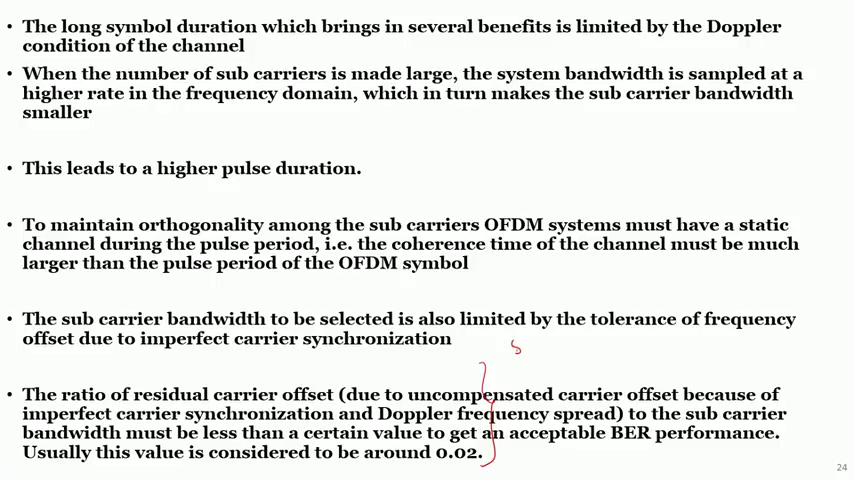 • The long symbol duration which brings in several benefits is limited by the Doppler
condition of the channel
• When the number of sub carriers is made large, the system bandwidth is sampled at a
higher rate in the frequency domain, which in turn makes the sub carrier bandwidth
smaller
• This leads to a higher pulse duration.
• To maintain orthogonality among the sub carriers OFDM systems must have a static
channel during the pulse period, i.e. the coherence time of the channel must be much
larger than the pulse period of the OFDM symbol
• The sub carrier bandwidth to be selected is also limited by the tolerance of frequency
offset due to imperfect carrier synchronization
• The ratio of residual carrier offset (due to uncompensated carrier offset because of
imperfect carrier synchronization and Doppler frequency spread) to the sub carrier
bandwidth must be less than a certain value to get an acceptable BER performance.
Usually this value is considered to be around 0.02.
24